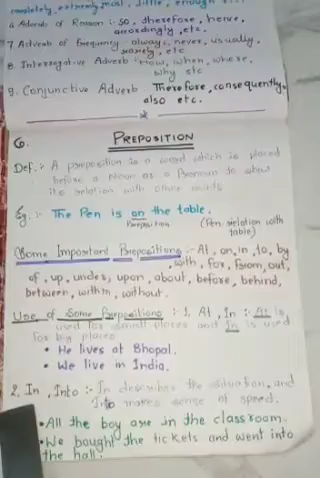 completely, extremely, most, little, enough etc.
6 Adverb of Reason :- so, therefore, hence,
accordingly, etc.
7 Adverb of frequency always, never, usually,
rarely, etc
8 Interrogative Adverb :- How, when, where,
why etc
9. Conjunctive Adverb Therefore, consequently,
also etc.
6. PREPOSITION
Def. :- A preposition is a word which is placed
before a Noun or a Pronoun to show
its relation with other words
Eg. :- The Pen is on the table.
Preposition (Pen relation with
table)
Some Important Prepositions :- At, on, in, to, by
, with, for, from, out,
of, up, under, upon, about, before, behind,
between, within, without.
Use of Some Prepositions :- 1. At, In :- At is
used for small places and In is used
for big places
• He lives at Bhopal.
• We live in India.
2. In, Into :- In describes the situation, and
Into makes sense of speed.
• All the boy are in the classroom.
• We bought the tickets and went into
the hall.